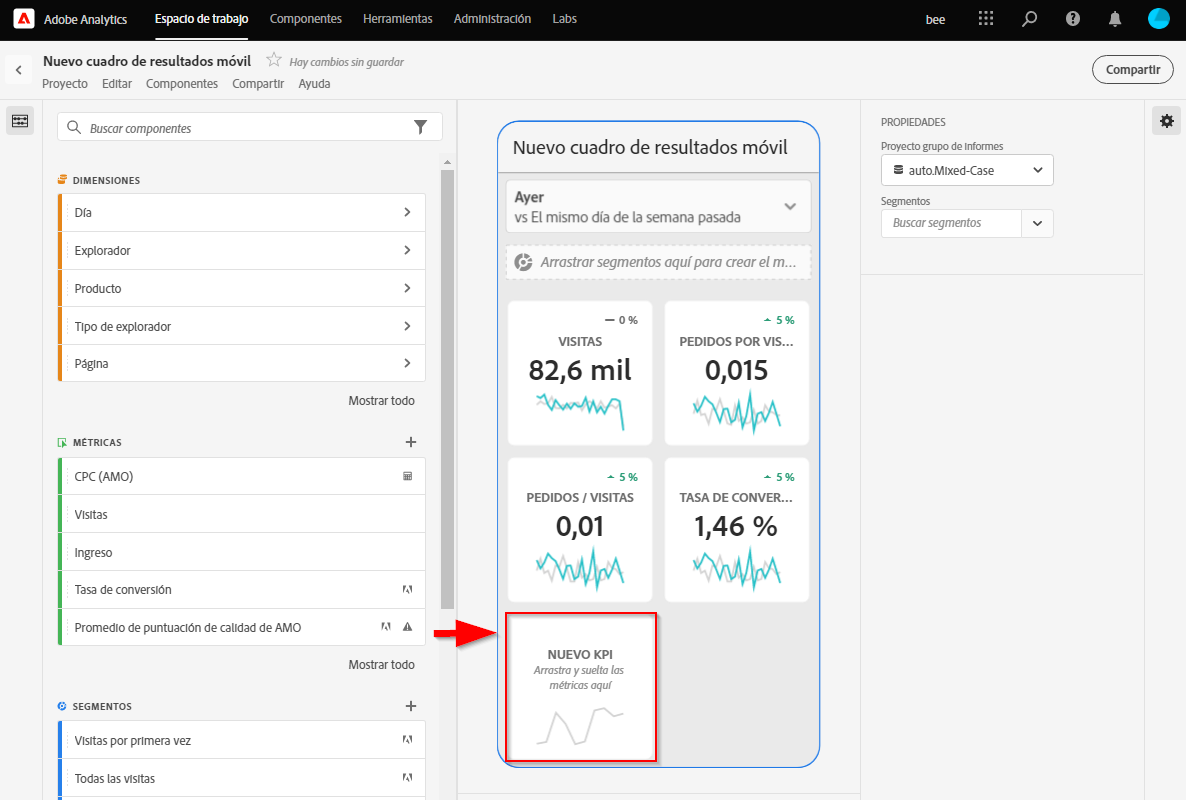 Adobe Analytics
Espacio de trabajo
Componentes
Herramientas
Administración
Labs
bee
Nuevo cuadro de resultados móvil
Hay cambios sin guardar
Proyecto
Editar
Componentes
Compartir
Ayuda
Compartir
Buscar componentes
DIMENSIONES
Día
Explorador
Producto
Tipo de explorador
Página
Mostrar todo
MÉTRICAS
CPC (AMO)
Visitas
Ingreso
Tasa de conversión
Promedio de puntuación de calidad de AMO
Mostrar todo
SEGMENTOS
Visitas por primera vez
Todas las visitas
Nuevo cuadro de resultados móvil
Ayer
vs El mismo día de la semana pasada
Arrastrar segmentos aquí para crear el m...
0 %
VISITAS
82,6 mil
5 %
PEDIDOS POR VIS...
0,015
5 %
PEDIDOS / VISITAS
0,01
5 %
TASA DE CONVER...
1,46 %
NUEVO KPI
Arrastra y suelta las
métricas aquí
PROPIEDADES
Proyecto grupo de informes
auto.Mixed-Case
Segmentos
Buscar segmentos